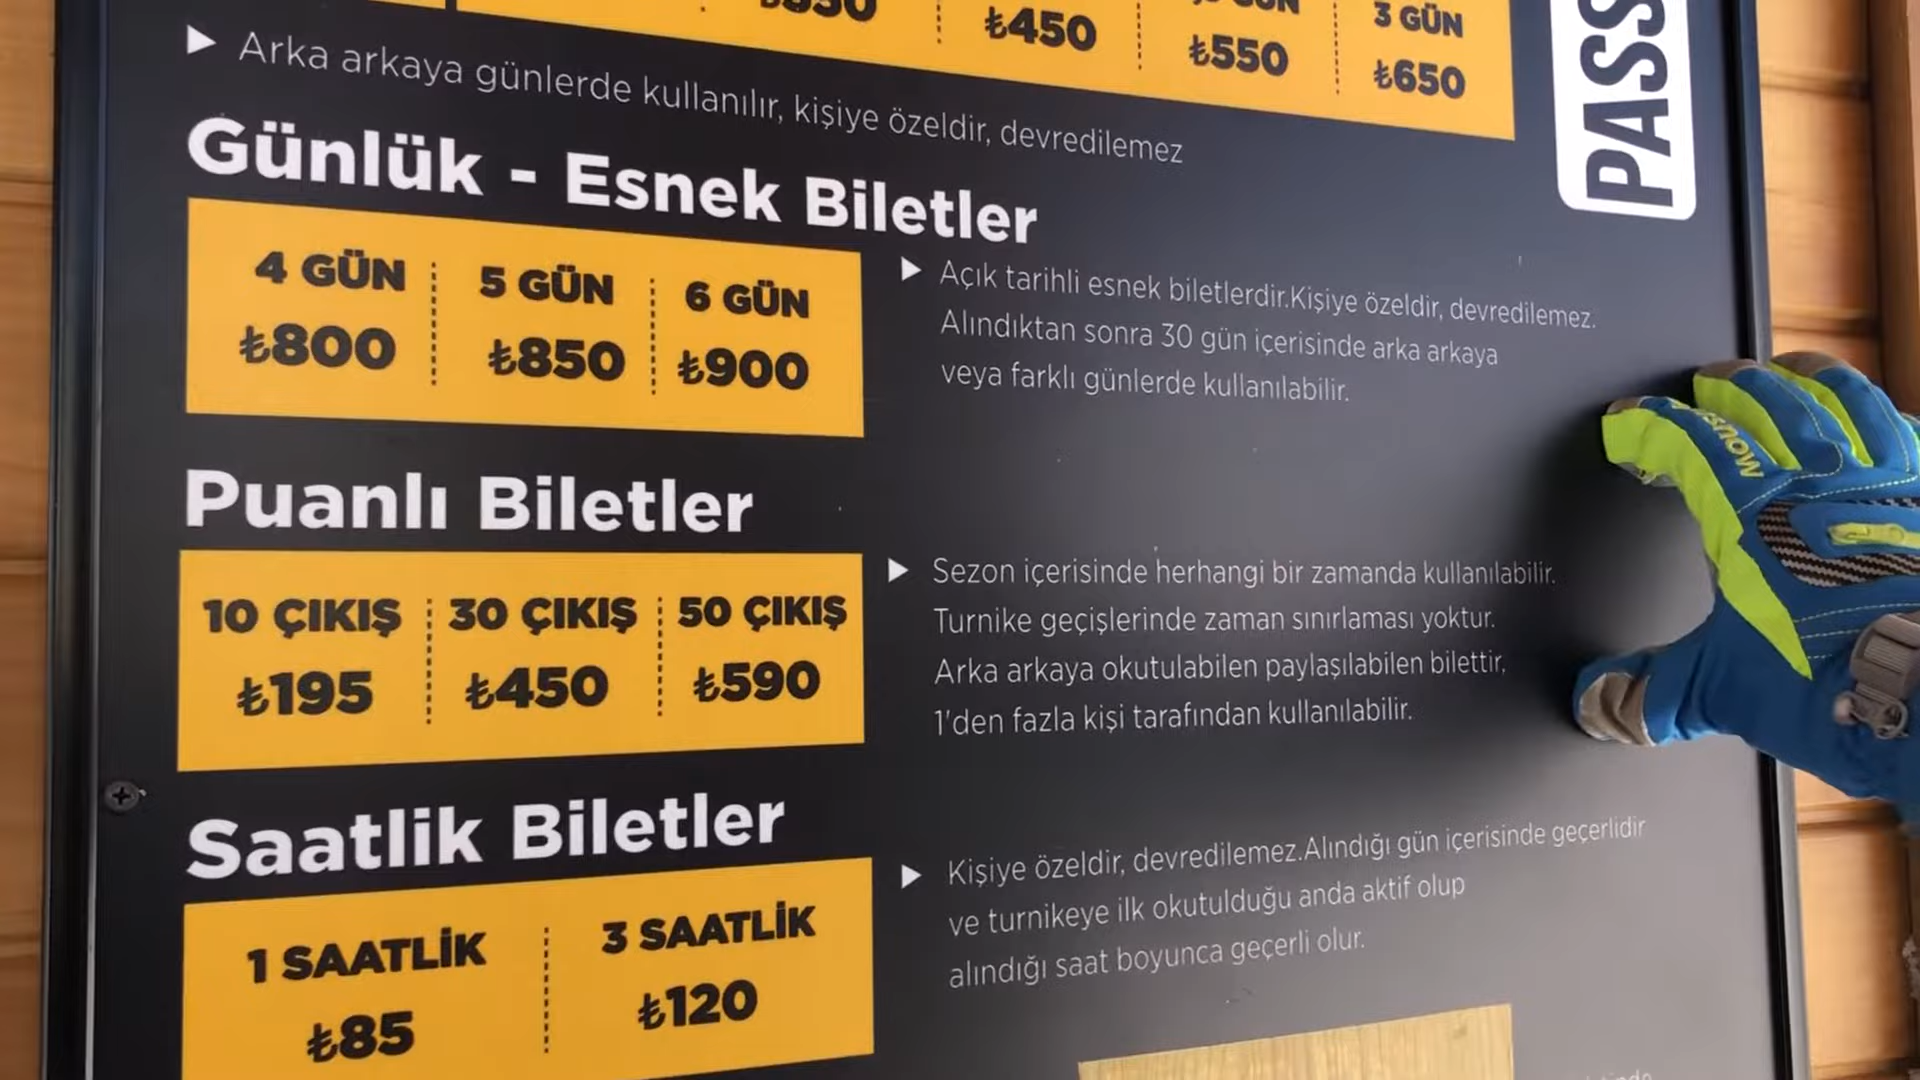 ₺450
₺550
3 GÜN
₺650
PASS
Arka arkaya günlerde kullanılır, kişiye özeldir, devredilemez
Günlük - Esnek Biletler
4 GÜN
₺800
5 GÜN
₺850
6 GÜN
₺900
Açık tarihli esnek biletlerdir.Kişiye özeldir, devredilemez.
Alındıktan sonra 30 gün içerisinde arka arkaya
veya farklı günlerde kullanılabilir.
Puanlı Biletler
10 ÇIKIŞ
₺195
30 ÇIKIŞ
₺450
50 ÇIKIŞ
₺590
Sezon içerisinde herhangi bir zamanda kullanılabilir.
Turnike geçişlerinde zaman sınırlaması yoktur.
Arka arkaya okutulabilen paylaşılabilen bilettir,
1'den fazla kişi tarafından kullanılabilir.
Saatlik Biletler
1 SAATLİK
₺85
3 SAATLİK
₺120
Kişiye özeldir, devredilemez.Alındığı gün içerisinde geçerlidir
ve turnikeye ilk okutulduğu anda aktif olup
alındığı saat boyunca geçerli olur.